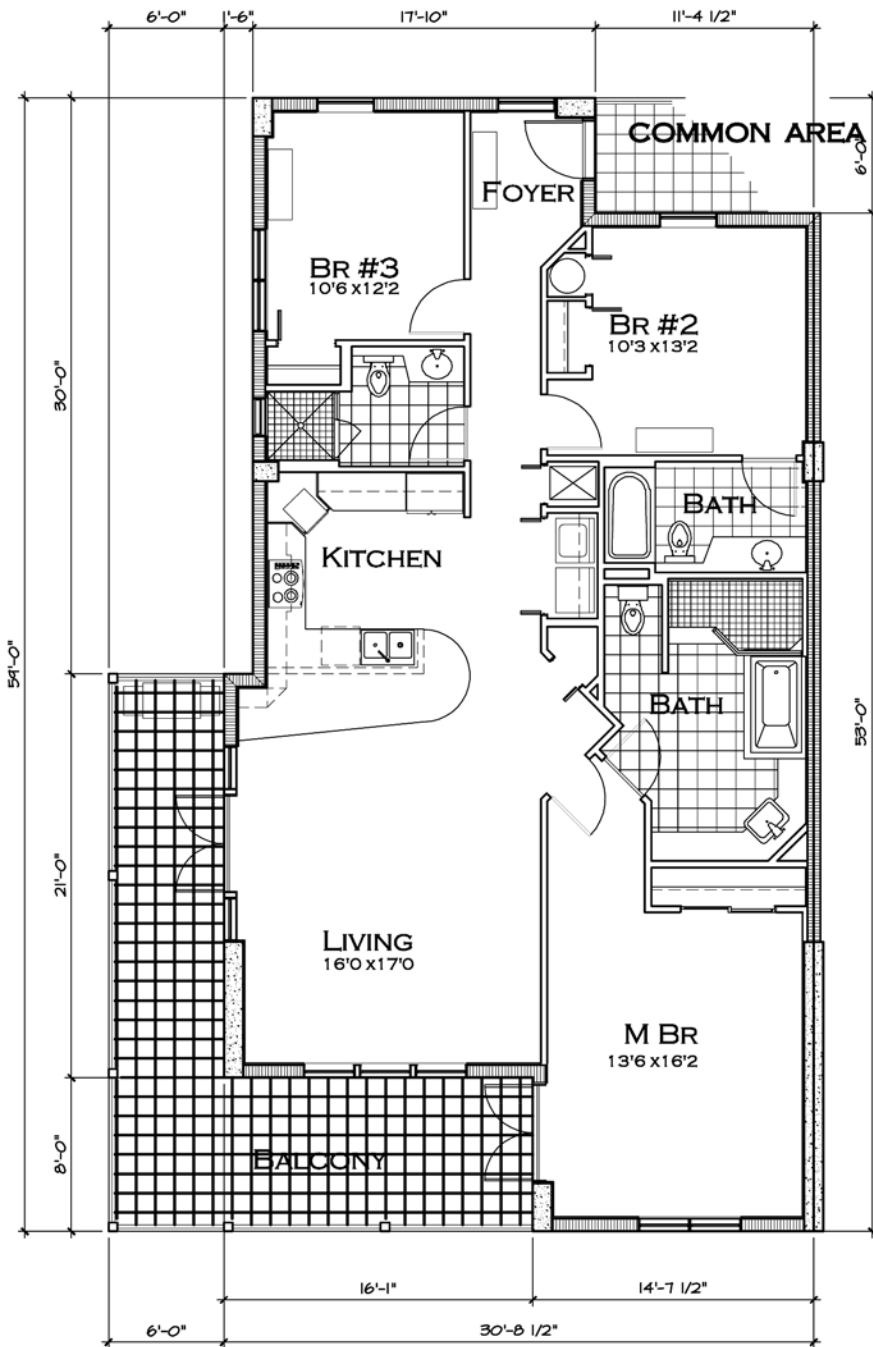 6'-0"
1'-6"
17'-10"
11'-4 1/2"
COMMON AREA
6'-0"
FOYER
BR #3
10'6 x12'2
BR #2
10'3 x13'2
30'-0"
BATH
KITCHEN
59'-0"
BATH
53'-0"
21'-0"
LIVING
16'0 x17'0
M BR
13'6 x16'2
8'-0"
BALCONY
16'-1"
14'-7 1/2"
6'-0"
30'-8 1/2"